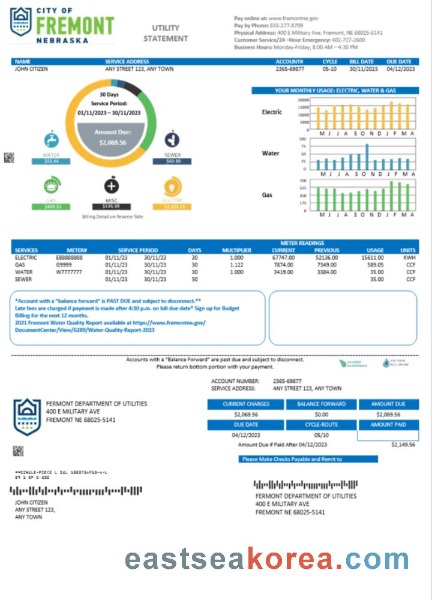 CITY OF
FREMONT
NEBRASKA
UTILITY
STATEMENT
Pay online at: www.fremontne.gov
Pay by Phone: 833-277-8709
Physical Address: 400 E Military Ave. Fremont, NE 68025-5141
Customer Service/24 -Hour Emergency: 402-727-2600
Business Hours: Monday-Friday, 8:00 AM – 4:30 PM
NAME SERVICE ADDRESS ACCOUNT# CYCLE BILL DATE DUE DATE
JOHN CITIZEN ANY STREET 123, ANY TOWN 2365-69877 05-10 30/11/2023 04/12/2023
30 Days
Service Period:
01/11/2023 – 30/11/2023
Amount Due:
$2,069.56
WATER
SEWER
GAS
MISC
ELECTRIC
Billing Detail on Reverse Side
YOUR MONTHLY USAGE: ELECTRIC, WATER & GAS
Electric
M J J A S O N D J F M A
Water
M J J A S O N D J F M A
Gas
M J J A S O N D J F M A
METER READINGS
SERVICES METER# SERVICE PERIOD DAYS MULTIPLIER CURRENT PREVIOUS USAGE UNITS
ELECTRIC 01/11/23 30/11/23 30 1.000 67747.00 52136.00 15611.00 KWH
GAS 01/11/23 30/11/23 30 1.122 7874.00 7349.00 589.05 CCF
WATER W7777777 01/11/23 30/11/23 30 1.000 3419.00 3384.00 35.00 CCF
SEWER 01/11/23 30/11/23 30 35.00 CCF
*Account with a "balance forward" is PAST DUE and subject to disconnect.**
Late fees are charged if payment is made after 4:30 p.m. on bill due date* Sign up for Budget
Billing for the next 12 months.
2021 Fremont Water Quality Report available at https://www.fremontne.gov/
DocumentCenter/View/6289/Water-Quality-Report-2023
Accounts with a "Balance Forward" are past due and subject to disconnect.
Please return bottom portion with your payment.
ACCOUNT NUMBER: 2365-69877
SERVICE ADDRESS: ANY STREET 123, ANY TOWN
FERMONT DEPARTMENT OF UTILITIES
400 E MILITARY AVE
FREMONT NE 68025-5141
CURRENT CHARGES BALANCE FORWARD AMOUNT DUE
$2,069.56 $0.00 $2,069.56
DUE DATE CYCLE-ROUTE AMOUNT PAID
04/12/2023 05/10
Amount Due if Paid After 04/12/2023 $2,149.56
Please Make Checks Payable and Remit to
JOHN CITIZEN
ANY STREET 123,
ANY TOWN
FERMONT DEPARTMENT OF UTILITIES
400 E MILITARY AVE
FREMONT NE 68025-5141
eastseakorea.com